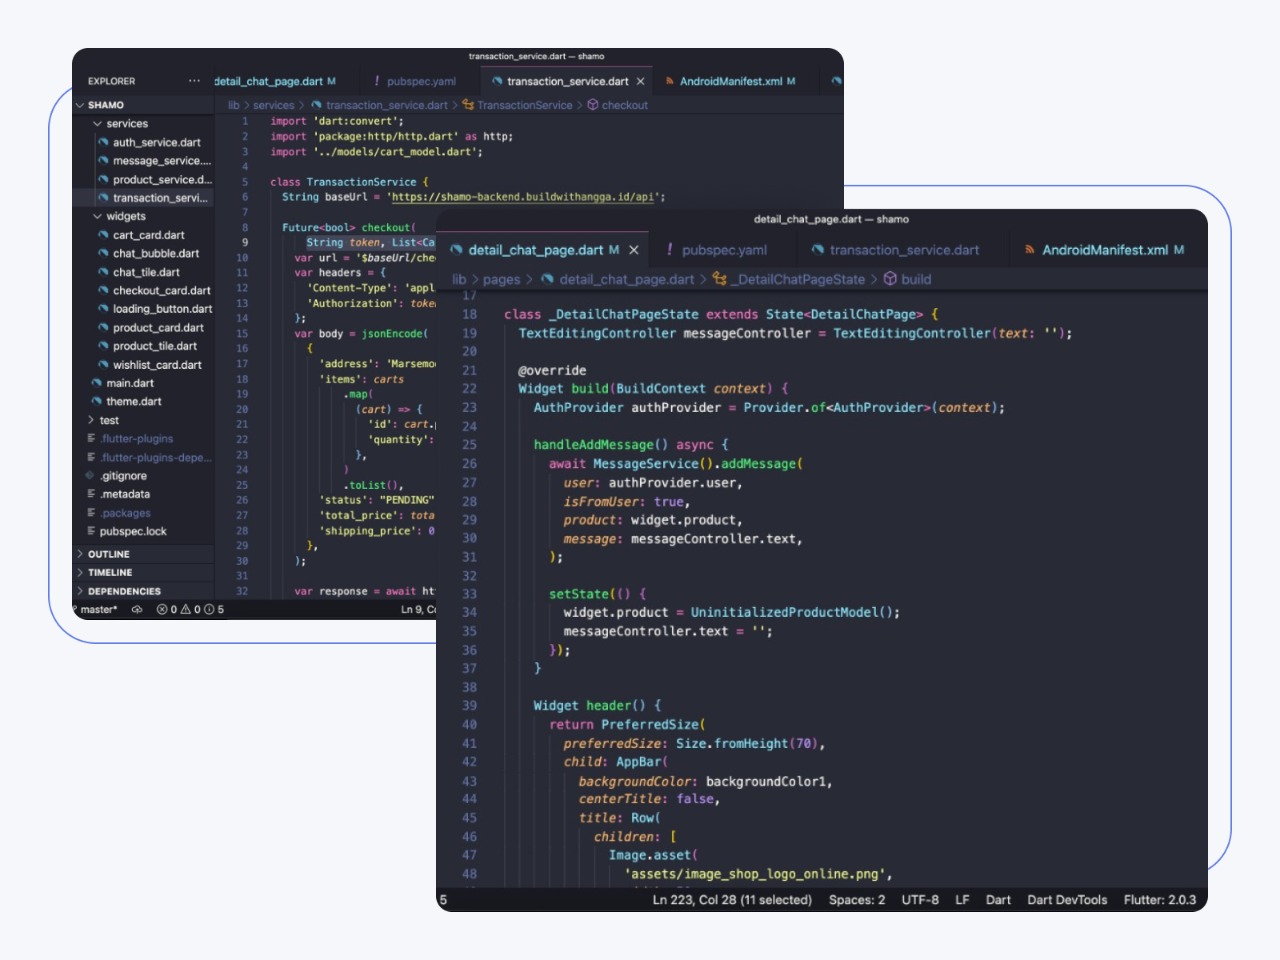 transaction_service.dart — shamo
EXPLORER ···
detail_chat_page.dart M
pubspec.yaml
transaction_service.dart
AndroidManifest.xml M
SHAMO
lib > services > transaction_service.dart > TransactionService > checkout
services
auth_service.dart
message_service....
product_service.d...
transaction_servi...
widgets
cart_card.dart
chat_bubble.dart
chat_tile.dart
checkout_card.dart
loading_button.dart
product_card.dart
product_tile.dart
wishlist_card.dart
main.dart
theme.dart
test
.flutter-plugins
.flutter-plugins-depe...
.gitignore
.metadata
.packages
pubspec.lock
OUTLINE
TIMELINE
DEPENDENCIES
1 import 'dart:convert';
2 import 'package:http/http.dart' as http;
3 import '../models/cart_model.dart';
4
5 class TransactionService {
6 String baseUrl = 'https://shamo-backend.buildwithangga.id/api';
7
8 Future<bool> checkout(
9 String token, List<Ca
10 var url = '$baseUrl/che
11 var headers = {
12 'Content-Type': 'appl
13 'Authorization': toke
14 };
15 var body = jsonEncode(
16 {
17 'address': 'Marsemo
18 'items': carts
19 .map(
20 (cart) => {
21 'id': cart.
22 'quantity':
23 },
24 )
25 .toList(),
26 'status': "PENDING"
27 'total_price': tota
28 'shipping_price': 0
29 },
30 );
31
32 var response = await ht
master* 0 0 5
Ln 9, Co
detail_chat_page.dart — shamo
detail_chat_page.dart M
pubspec.yaml
transaction_service.dart
AndroidManifest.xml M
lib > pages > detail_chat_page.dart > _DetailChatPageState > build
17
18 class _DetailChatPageState extends State<DetailChatPage> {
19 TextEditingController messageController = TextEditingController(text: '');
20
21 @override
22 Widget build(BuildContext context) {
23 AuthProvider authProvider = Provider.of<AuthProvider>(context);
24
25 handleAddMessage() async {
26 await MessageService().addMessage(
27 user: authProvider.user,
28 isFromUser: true,
29 product: widget.product,
30 message: messageController.text,
31 );
32
33 setState(() {
34 widget.product = UninitializedProductModel();
35 messageController.text = '';
36 });
37 }
38
39 Widget header() {
40 return PreferredSize(
41 preferredSize: Size.fromHeight(70),
42 child: AppBar(
43 backgroundColor: backgroundColor1,
44 centerTitle: false,
45 title: Row(
46 children: [
47 Image.asset(
48 'assets/image_shop_logo_online.png',
5 Ln 223, Col 28 (11 selected) Spaces: 2 UTF-8 LF Dart Dart DevTools Flutter: 2.0.3